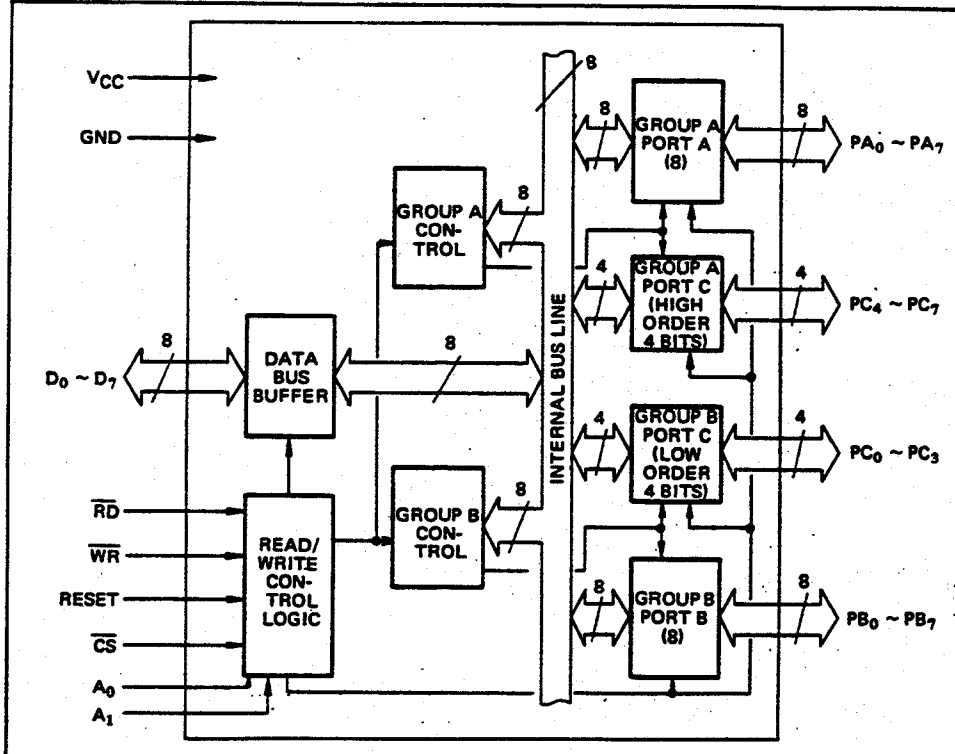 VCC
GND
8
8
GROUP A
PORT A
(8)
8
PA0 ~ PA7
GROUP A
CON-
TROL
8
4
GROUP A
PORT C
(HIGH
ORDER
4 BITS)
4
PC4 ~ PC7
INTERNAL BUS LINE
D0 ~ D7
8
DATA
BUS
BUFFER
8
4
GROUP B
PORT C
(LOW
ORDER
4 BITS)
4
PC0 ~ PC3
GROUP B
CON-
TROL
8
RD
WR
RESET
CS
A0
A1
READ/
WRITE
CON-
TROL
LOGIC
8
GROUP B
PORT B
(8)
8
PB0 ~ PB7